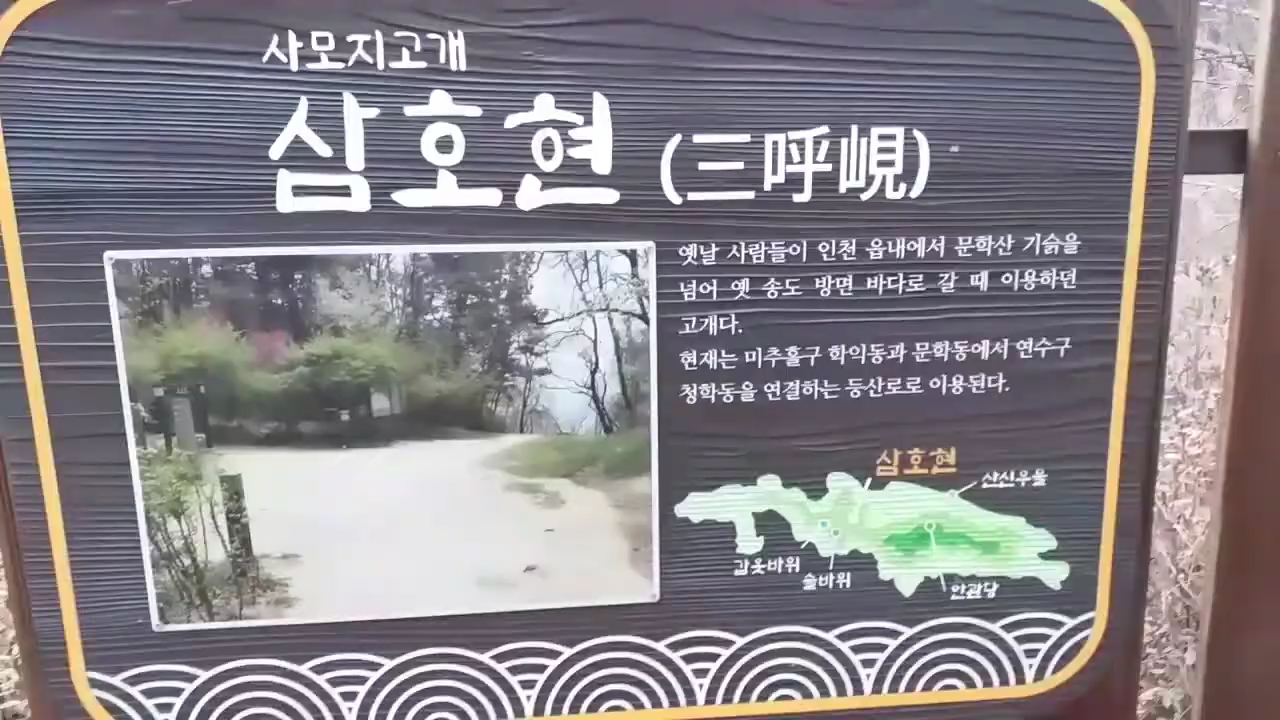 사모지고개
삼호현 (三呼峴)
옛날 사람들이 인천 읍내에서 문학산 기슭을
넘어 옛 송도 방면 바다로 갈 때 이용하던
고개다.
현재는 미추홀구 학익동과 문학동에서 연수구
청학동을 연결하는 등산로로 이용된다.
삼호현
산신우물
갑옷바위
술바위
안관당